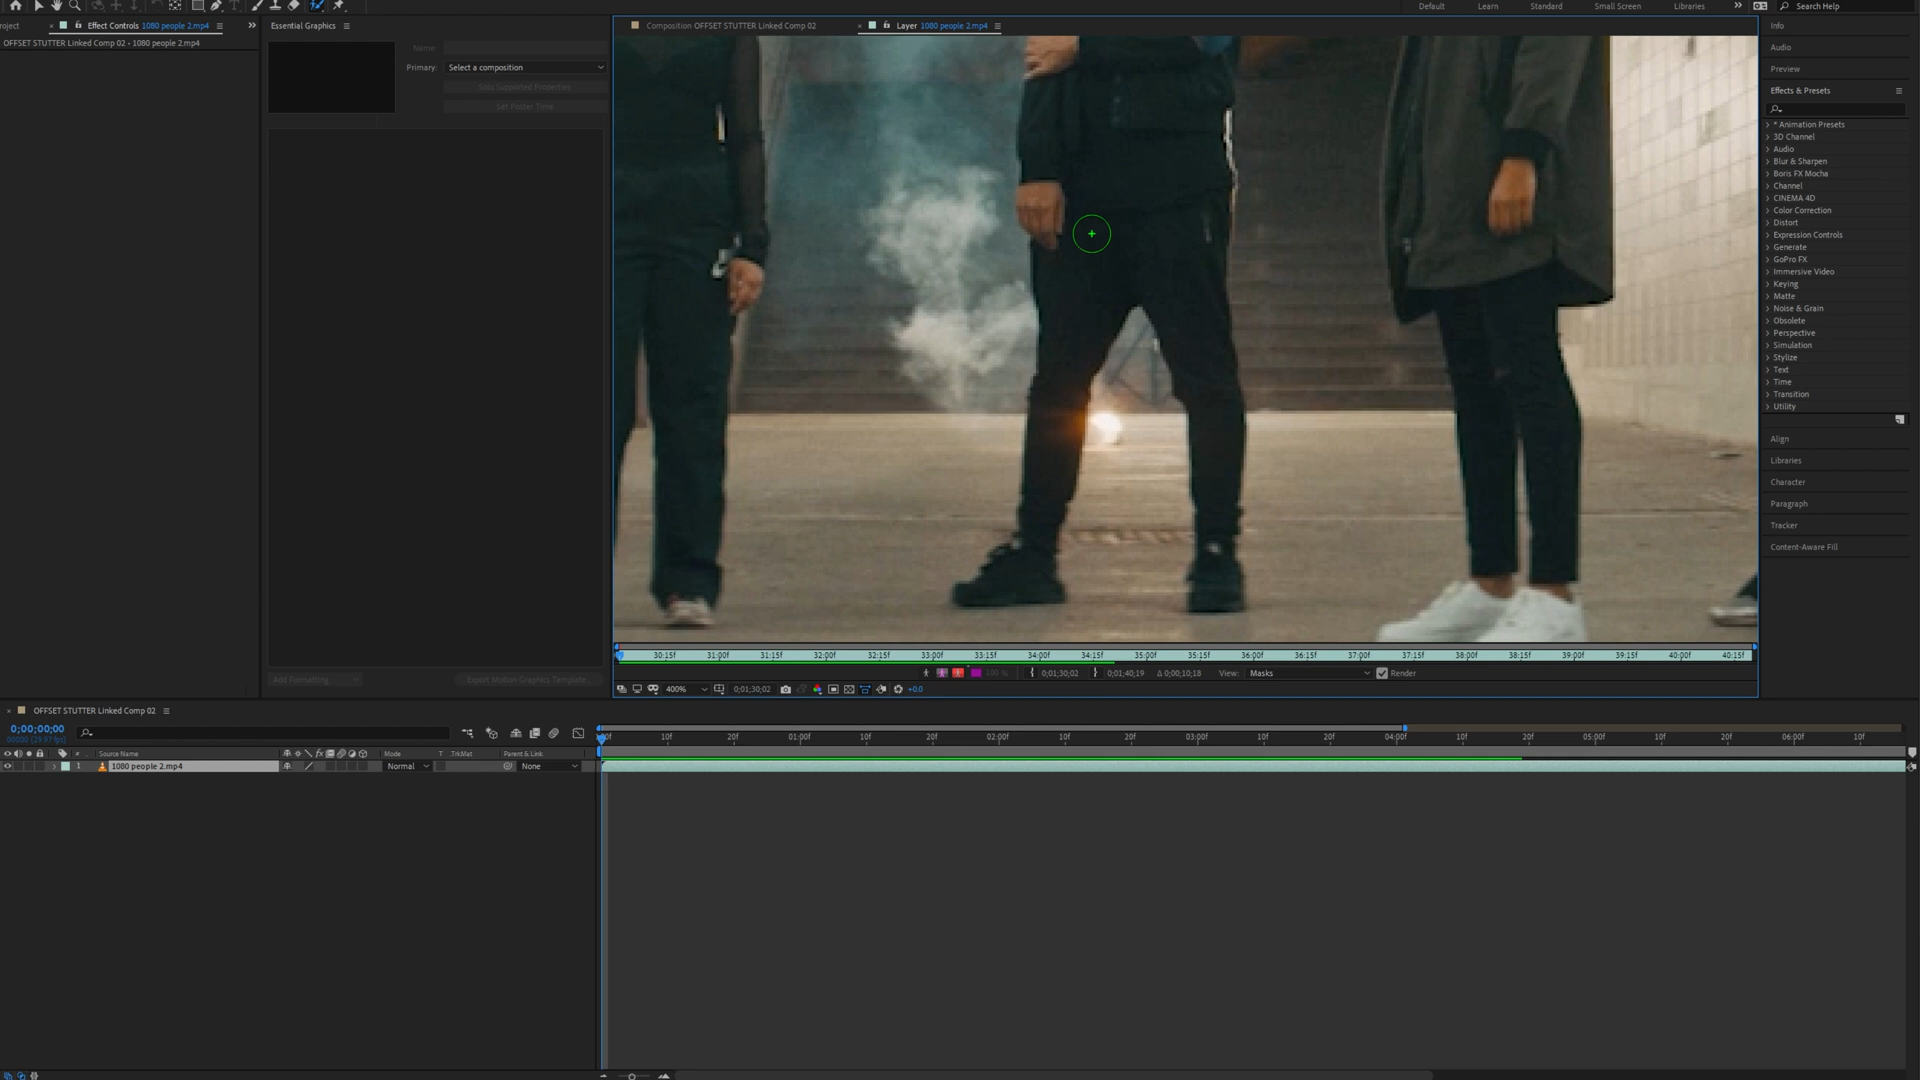 Default Learn Standard Small Screen Libraries » Search Help
roject × Effect Controls 1080 people 2.mp4 »
OFFSET STUTTER Linked Comp 02 • 1080 people 2.mp4
Essential Graphics
Name:
Primary: Select a composition
Solo Supported Properties
Set Poster Time
Add Formatting
Export Motion Graphics Template...
Composition OFFSET STUTTER Linked Comp 02 × Layer 1080 people 2.mp4
30:15f 31:00f 31:15f 32:00f 32:15f 33:00f 33:15f 34:00f 34:15f 35:00f 35:15f 36:00f 36:15f 37:00f 37:15f 38:00f 38:15f 39:00f 39:15f 40:00f 40:15f
100 % 0;01;30;02 0;01;40;19 Δ 0;00;10;18 View: Masks Render
400% 0;01;30;02 +0.0
Info
Audio
Preview
Effects & Presets
* Animation Presets
3D Channel
Audio
Blur & Sharpen
Boris FX Mocha
Channel
CINEMA 4D
Color Correction
Distort
Expression Controls
Generate
GoPro FX
Immersive Video
Keying
Matte
Noise & Grain
Obsolete
Perspective
Simulation
Stylize
Text
Time
Transition
Utility
Align
Libraries
Character
Paragraph
Tracker
Content-Aware Fill
× OFFSET STUTTER Linked Comp 02
0;00;00;00
00000 (29.97 fps)
# Source Name Mode T .TrkMat Parent & Link
1 1080 people 2.mp4 Normal None
10f 20f 01:00f 10f 20f 02:00f 10f 20f 03:00f 10f 20f 04:00f 10f 20f 05:00f 10f 20f 06:00f 10f